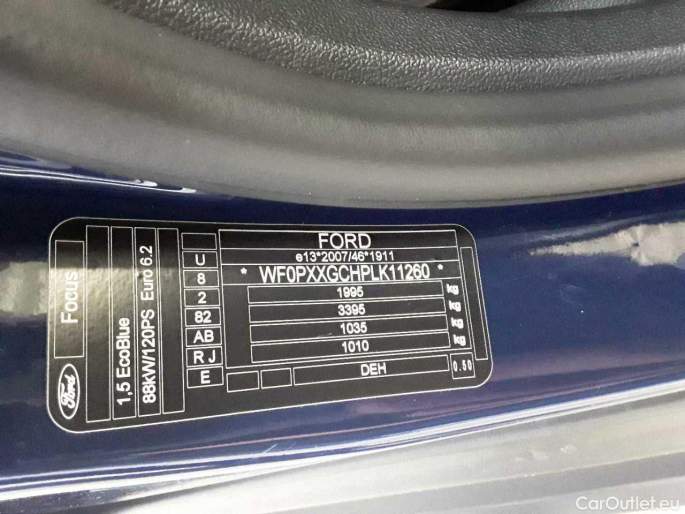 FORD
e13*2007/46*1911
* WF0PXXGCHPLK11260 *
1995 kg
3395 kg
1035 kg
1010 kg
DEH
0.50
U
8
2
82
AB
R J
E
Focus
1,5 EcoBlue
88kW/120PS Euro 6.2
Ford
CarOutlet.eu